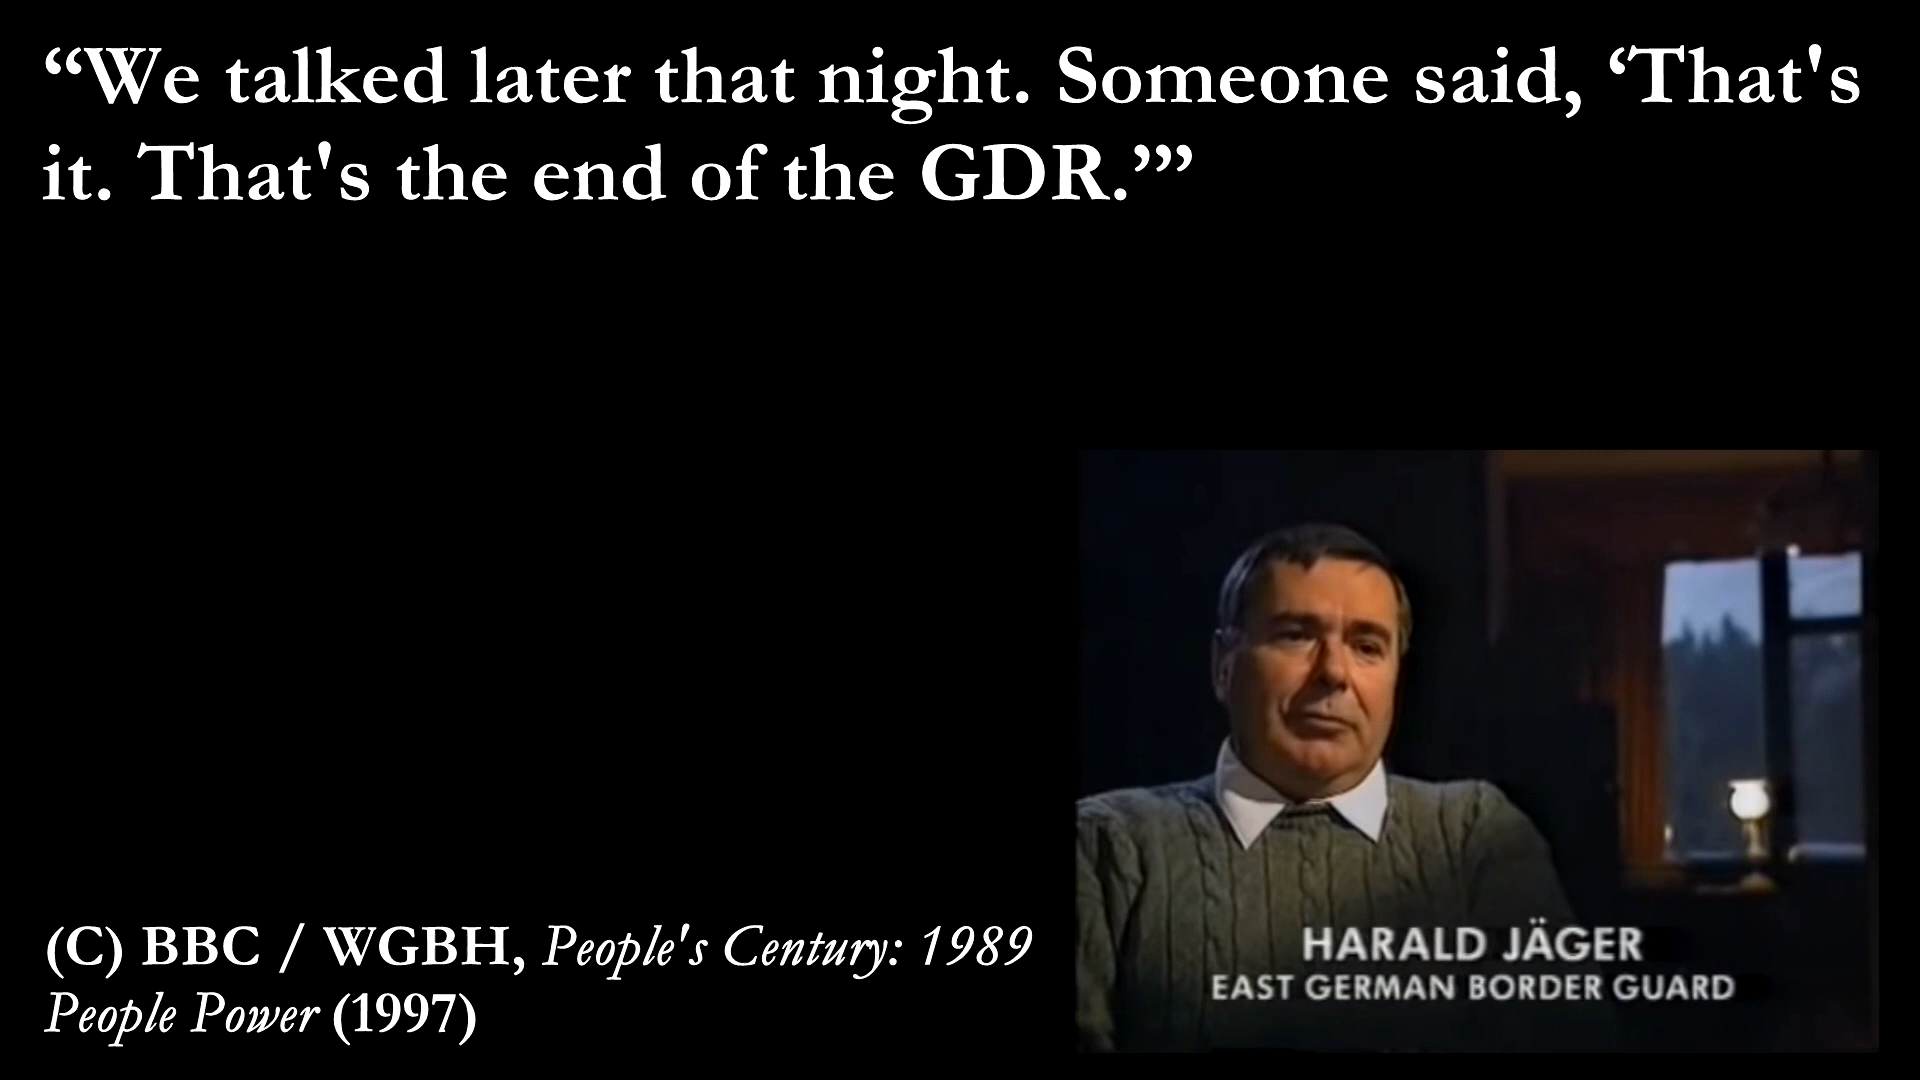 “We talked later that night. Someone said, ‘That's
it. That's the end of the GDR.’”
(C) BBC / WGBH, People's Century: 1989
People Power (1997)
HARALD JÄGER
EAST GERMAN BORDER GUARD